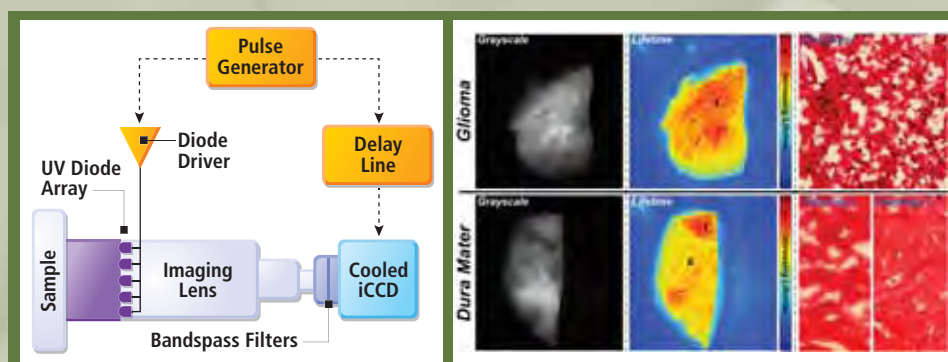 Pulse
Generator
Diode
Driver
UV Diode
Array
Delay
Line
Sample
Imaging
Lens
Cooled
iCCD
Bandspass Filters
Grayscale
Lifetime
Glioma
Grayscale
Lifetime
Dura Mater